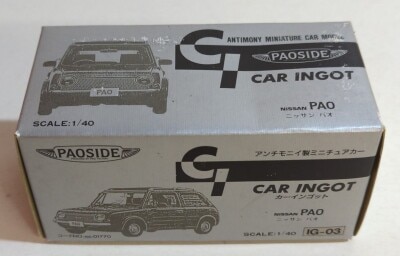 ANTIMONY MINIATURE CAR MODEL
PAOSIDE
CI
CAR INGOT
NISSAN PAO
ニッサン パオ
PAO
SCALE:1/40
PAOSIDE
CI
アンチモニイ製ミニチュアカー
CAR INGOT
カーインゴット
NISSAN PAO
ニッサン パオ
SCALE:1/40
IG-03